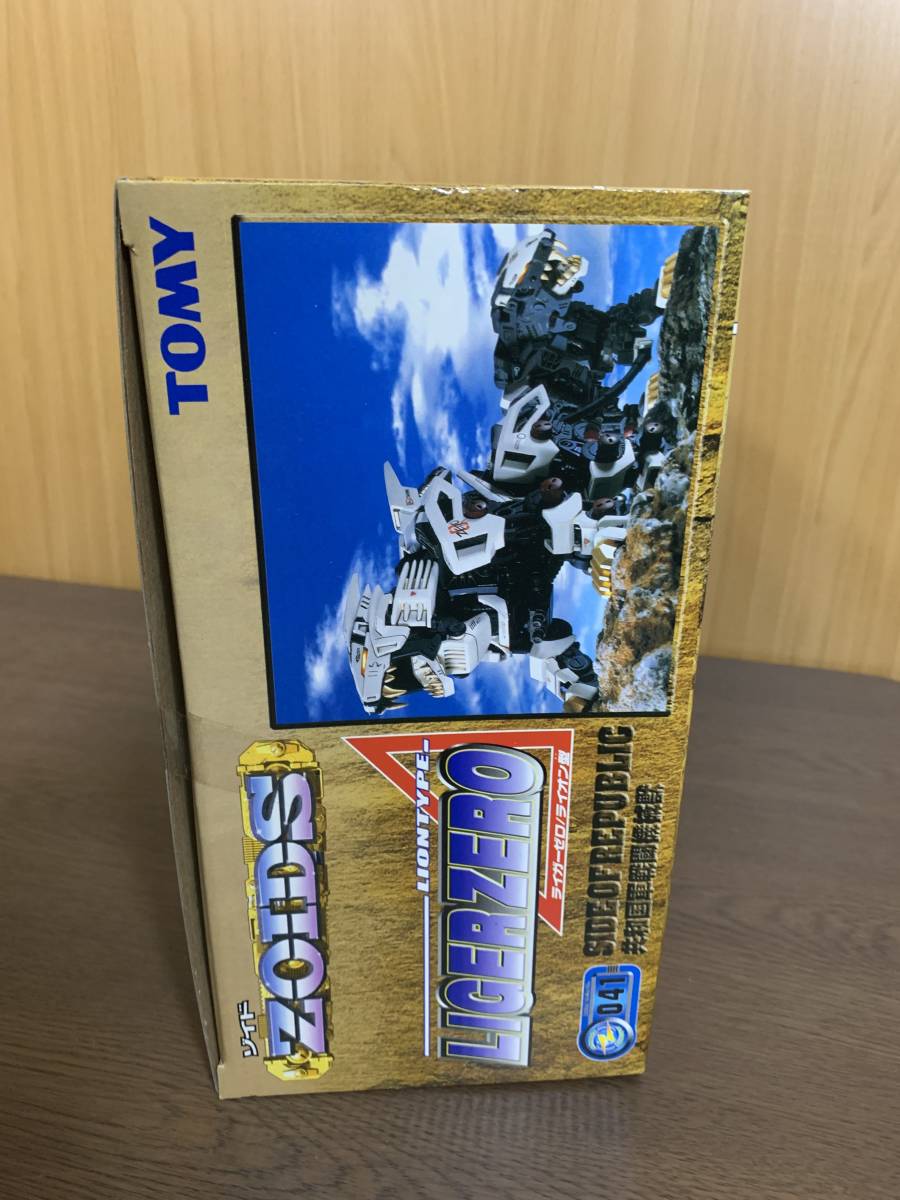 TOMY
ゾイド
ZOIDS
LIONTYPE
LIGERZERO
ライガーゼロ/ライオン型
SIDE OF REPUBLIC
共和国軍戦闘機械獣
041